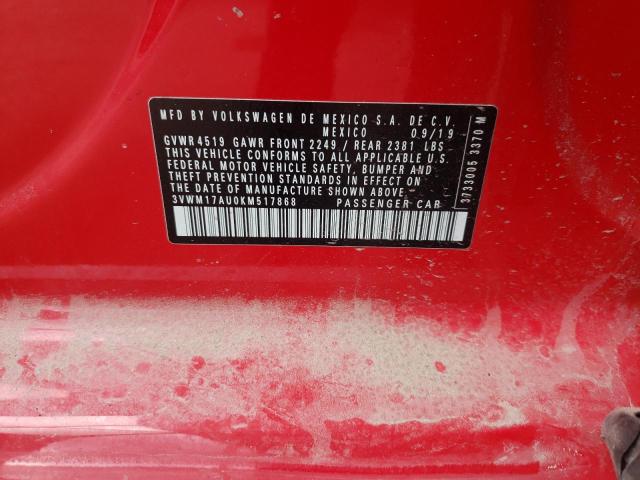 MFD BY VOLKSWAGEN DE MEXICO S.A. DE C.V.
MEXICO 09/19
GVWR 4519 GAWR FRONT 2249 / REAR 2381 LBS
THIS VEHICLE CONFORMS TO ALL APPLICABLE U.S.
FEDERAL MOTOR VEHICLE SAFETY, BUMPER AND
THEFT PREVENTION STANDARDS IN EFFECT ON
THE DATE OF MANUFACTURE SHOWN ABOVE
3VWM17AU0KM517868 PASSENGER CAR
3733005 3370 M